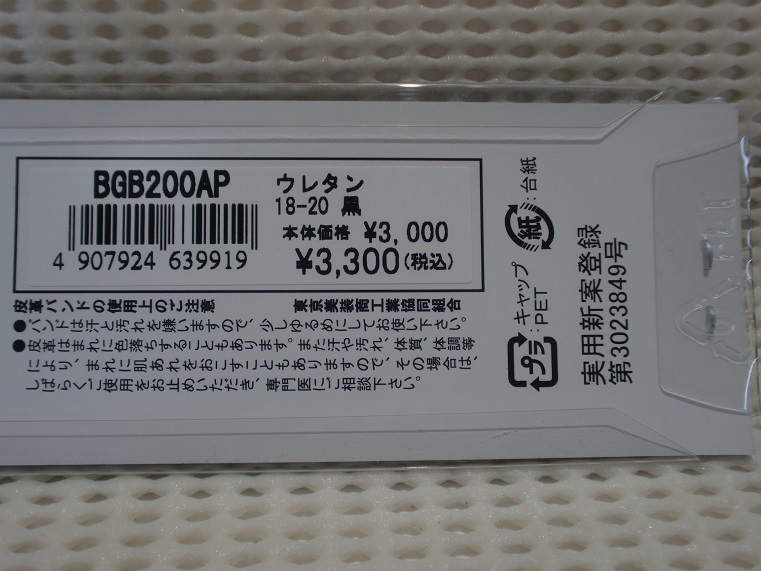 BGB200AP
ウレタン
18-20 黒
4 907924 639919
本体価格 ¥3,000
¥3,300(税込)
皮革バンドの使用上のご注意
東京美装商工業協同組合
●バンドは汗と汚れを嫌いますので、少しゆるめにしてお使い下さい。
●皮革はまれに色落ちすることもあります。また汗や汚れ、体質、体調等
により、まれに肌あれをおこすこともありますので、その場合は、
しばらくご使用をお止めいただき、専門医にご相談下さい。
紙
:台紙
プラ
:キャップ
:PET
実用新案登録
第3023849号
PET